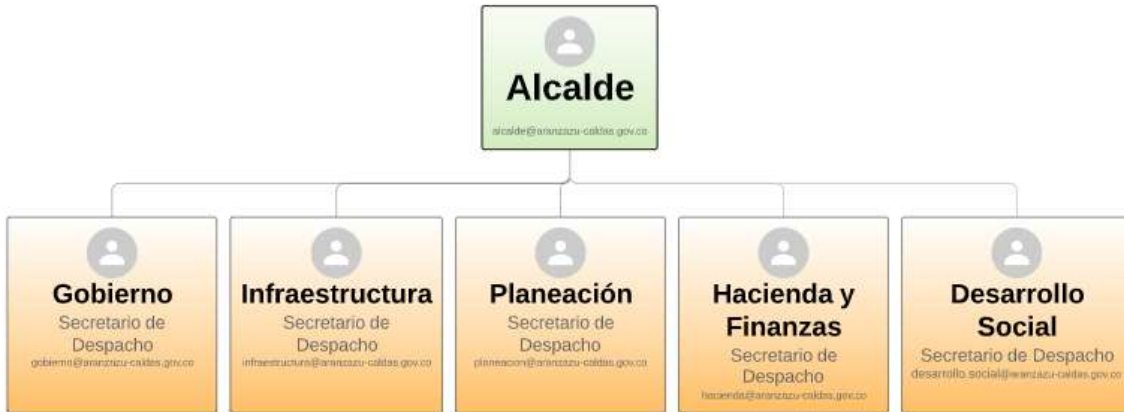 Alcalde
alcalde@aranzazu-caldas.gov.co
Gobierno
Secretario de
Despacho
gobierno@aranzazu-caldas.gov.co
Infraestructura
Secretario de
Despacho
infraestructura@aranzazu-caldas.gov.co
Planeación
Secretario de
Despacho
planeacion@aranzazu-caldas.gov.co
Hacienda y
Finanzas
Secretario de
Despacho
hacienda@aranzazu-caldas.gov.co
Desarrollo
Social
Secretario de Despacho
desarrollo.social@aranzazu-caldas.gov.co